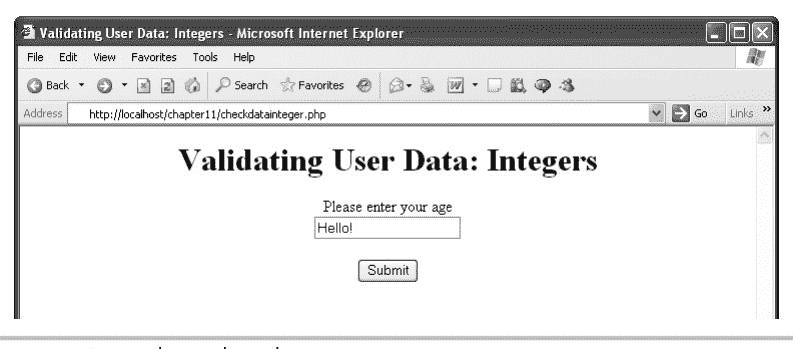 Validating User Data: Integers - Microsoft Internet Explorer
File Edit View Favorites Tools Help
Back Search Favorites
Address http://localhost/chapter11/checkdatainteger.php Go Links »
Validating User Data: Integers
Please enter your age
Hello!
Submit